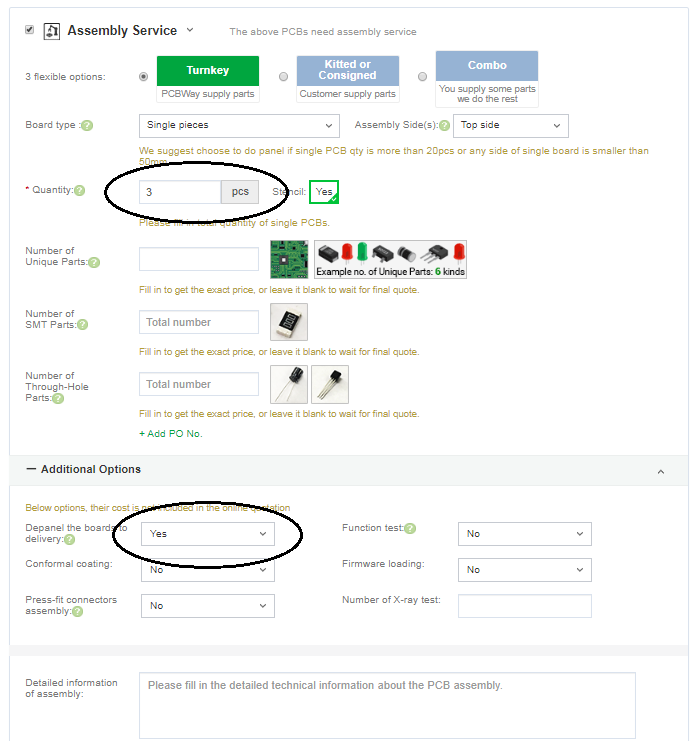 Assembly Service The above PCBs need assembly service
3 flexible options: Turnkey Kitted or Consigned Combo
PCBWay supply parts Customer supply parts You supply some parts we do the rest
Board type : Single pieces Assembly Side(s): Top side
We suggest choose to do panel if single PCB qty is more than 20pcs or any side of single board is smaller than
50mm
* Quantity: 3 pcs Stencil: Yes
Please fill in total quantity of single PCBs.
Number of
Unique Parts: Example no. of Unique Parts: 6 kinds
Fill in to get the exact price, or leave it blank to wait for final quote.
Number of
SMT Parts: Total number
Fill in to get the exact price, or leave it blank to wait for final quote.
Number of
Through-Hole
Parts: Total number
Fill in to get the exact price, or leave it blank to wait for final quote.
+ Add PO No.
Additional Options
Below options, their cost is not included in the online quotation
Depanel the boards to
delivery: Yes Function test: No
Conformal coating: No Firmware loading: No
Press-fit connectors
assembly: No Number of X-ray test:
Detailed information
of assembly: Please fill in the detailed technical information about the PCB assembly.